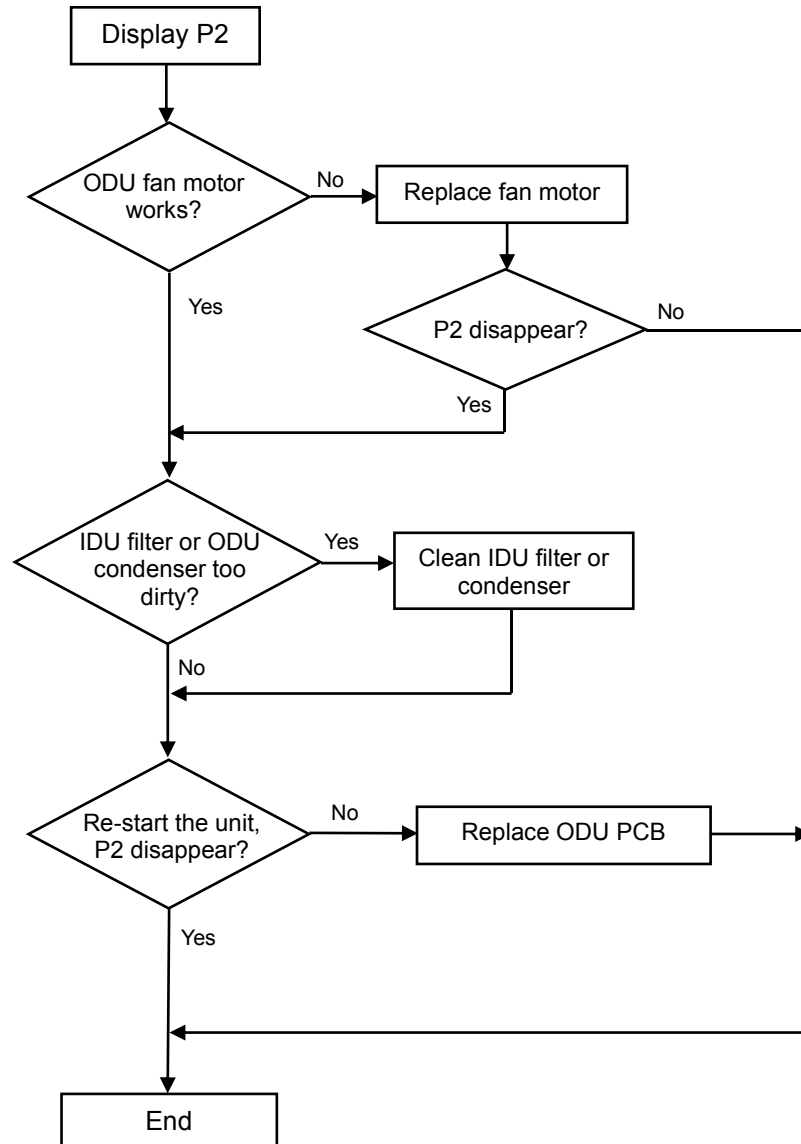 Display P2
ODU fan motor
works?
No
Replace fan motor
Yes
P2 disappear?
No
Yes
IDU filter or ODU
condenser too
dirty?
Yes
Clean IDU filter or
condenser
No
Re-start the unit,
P2 disappear?
No
Replace ODU PCB
Yes
End